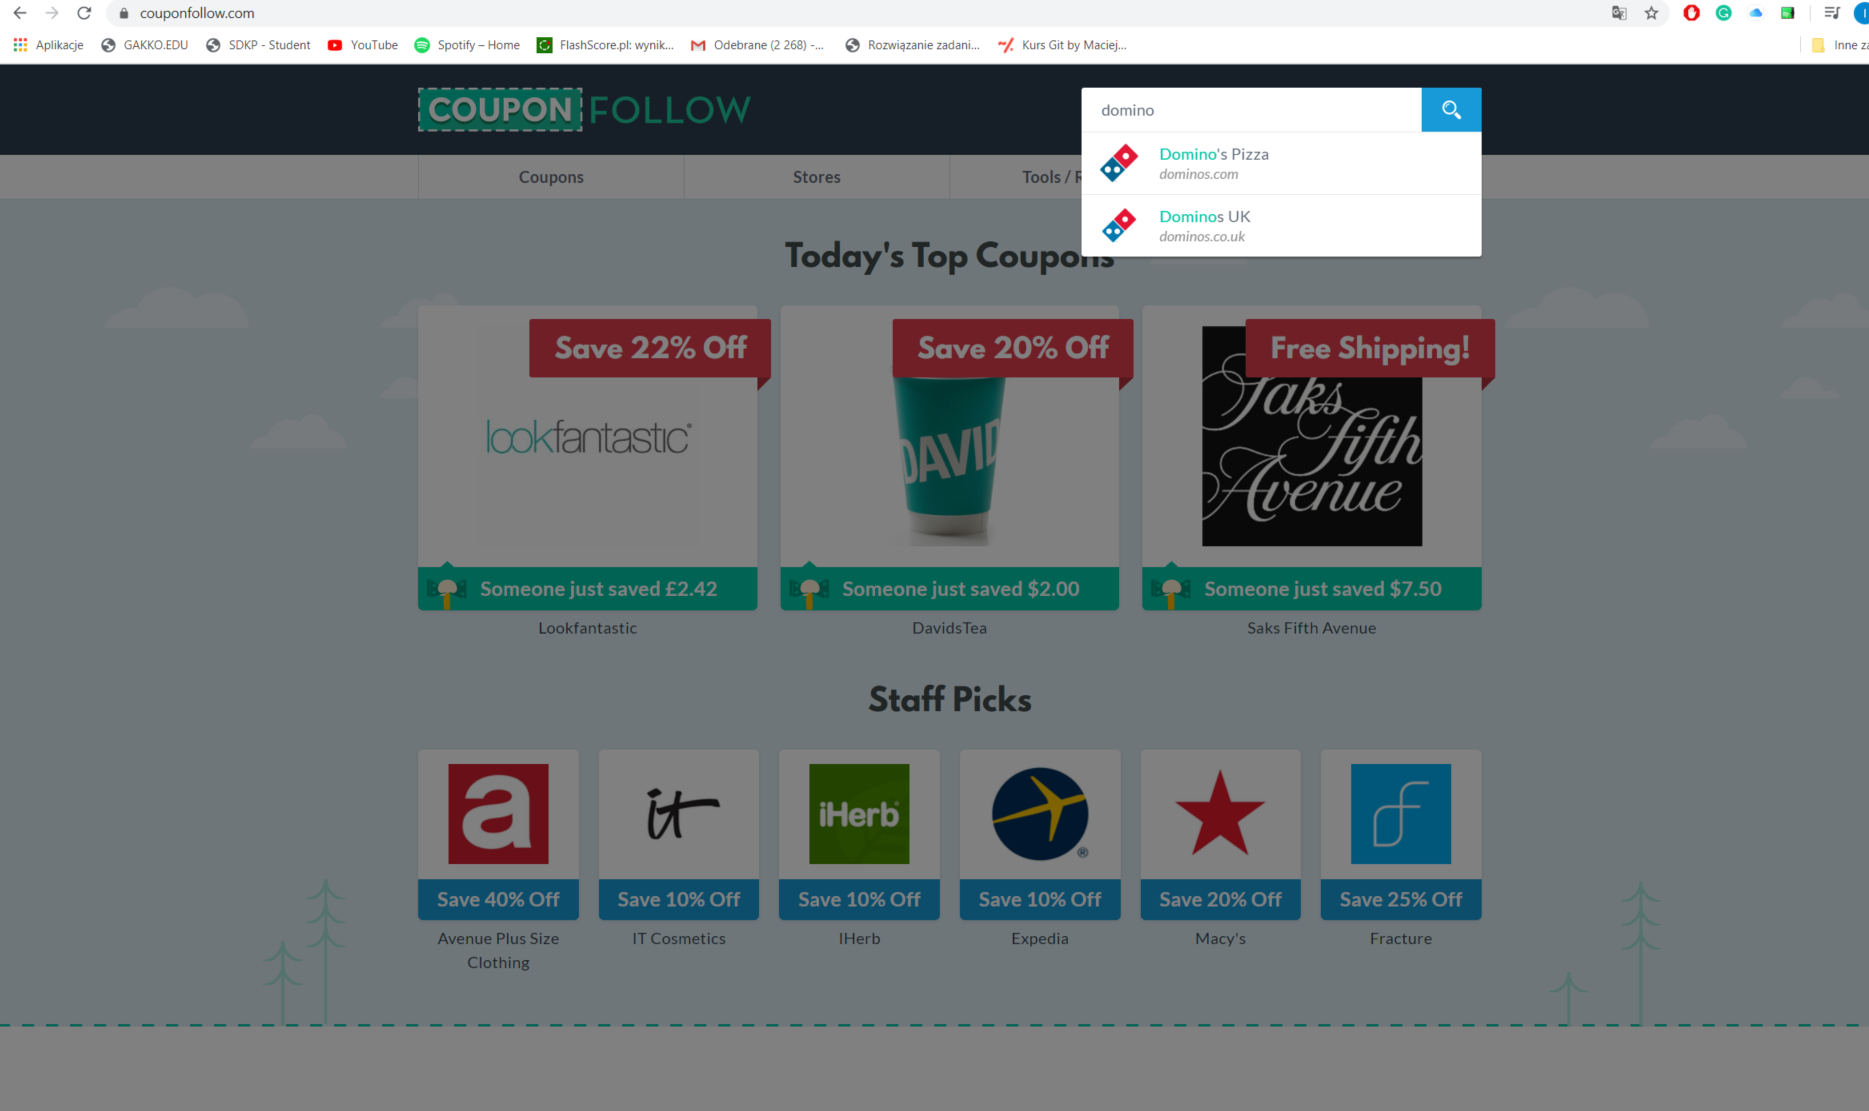 couponfollow.com
Aplikacje
GAKKO.EDU
SDKP - Student
YouTube
Spotify – Home
FlashScore.pl: wynik...
Odebrane (2 268) -...
Rozwiązanie zadani...
Kurs Git by Maciej...
Inne za
COUPON FOLLOW
domino
Domino's Pizza
dominos.com
Dominos UK
dominos.co.uk
Coupons
Stores
Tools / R
Today's Top Coupons
Save 22% Off
Save 20% Off
Free Shipping!
lookfantastic
DAVID
Saks
Fifth
Avenue
Someone just saved £2.42
Someone just saved $2.00
Someone just saved $7.50
Lookfantastic
DavidsTea
Saks Fifth Avenue
Staff Picks
a
it
iHerb
®
f
Save 40% Off
Save 10% Off
Save 10% Off
Save 10% Off
Save 20% Off
Save 25% Off
Avenue Plus Size
Clothing
IT Cosmetics
IHerb
Expedia
Macy's
Fracture